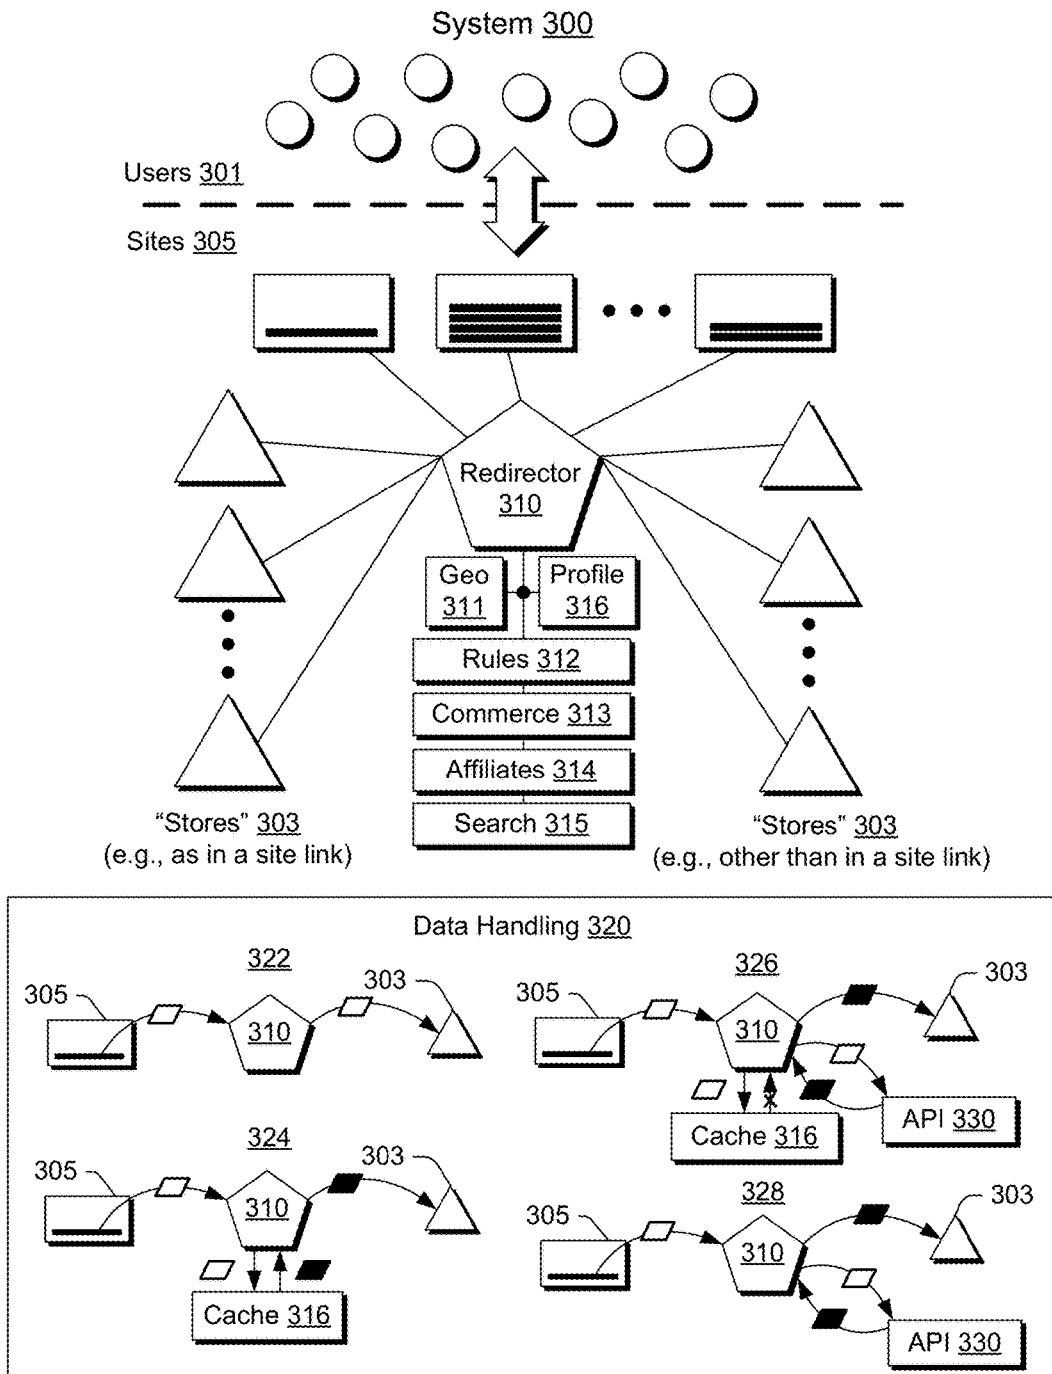 System 300
Users 301
Sites 305
Redirector
310
Geo
311
Profile
316
Rules 312
Commerce 313
Affiliates 314
Search 315
“Stores” 303
(e.g., as in a site link)
“Stores” 303
(e.g., other than in a site link)
Data Handling 320
322
305
303
310
326
305
303
310
Cache 316
API 330
324
305
303
310
Cache 316
328
305
303
310
API 330